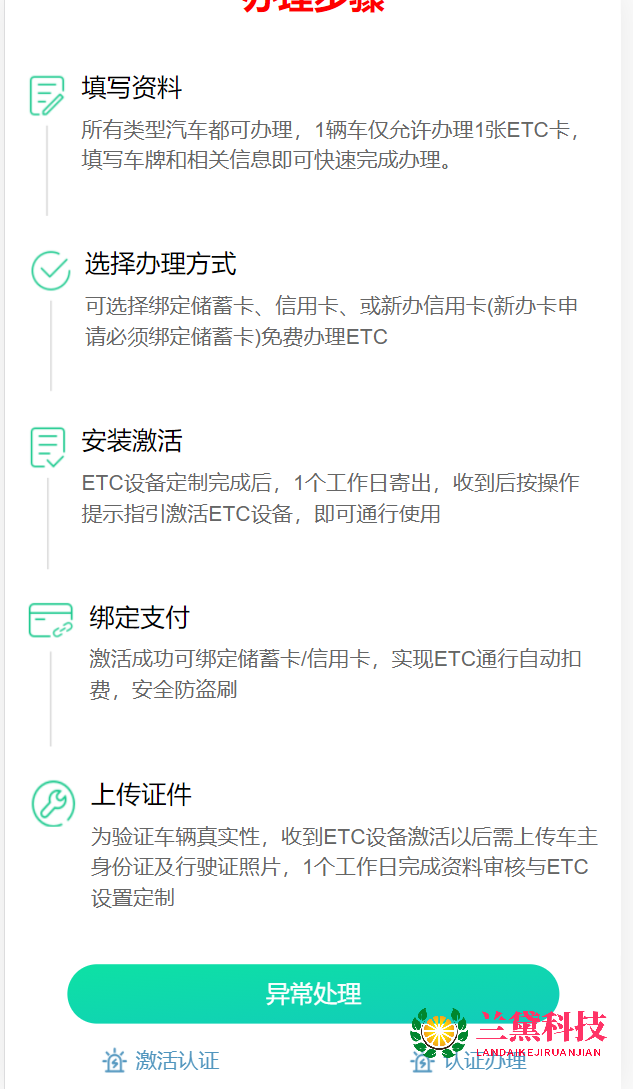 办理步骤
填写资料
所有类型汽车都可办理，1辆车仅允许办理1张ETC卡，
填写车牌和相关信息即可快速完成办理。
选择办理方式
可选择绑定储蓄卡、信用卡、或新办信用卡(新办卡申
请必须绑定储蓄卡)免费办理ETC
安装激活
ETC设备定制完成后，1个工作日寄出，收到后按操作
提示指引激活ETC设备，即可通行使用
绑定支付
激活成功可绑定储蓄卡/信用卡，实现ETC通行自动扣
费，安全防盗刷
上传证件
为验证车辆真实性，收到ETC设备激活以后需上传车主
身份证及行驶证照片，1个工作日完成资料审核与ETC
设置定制
异常处理
兰黛科技
LANDAIKEJIRUANJIAN
激活认证
认证办理